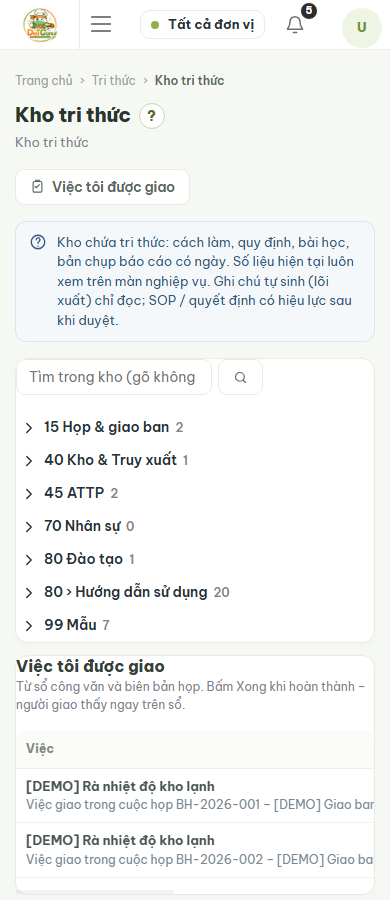 Tất cả đơn vị
5
U
Trang chủ › Tri thức › Kho tri thức
Kho tri thức ?
Kho tri thức
Việc tôi được giao
Kho chứa tri thức: cách làm, quy định, bài học,
bản chụp báo cáo có ngày. Số liệu hiện tại luôn
xem trên màn nghiệp vụ. Ghi chú tự sinh (lõi
xuất) chỉ đọc; SOP / quyết định có hiệu lực sau
khi duyệt.
Tìm trong kho (gõ không
15 Họp & giao ban 2
40 Kho & Truy xuất 1
45 ATTP 2
70 Nhân sự 0
80 Đào tạo 1
80 › Hướng dẫn sử dụng 20
99 Mẫu 7
Việc tôi được giao
Từ sổ công văn và biên bản họp. Bấm Xong khi hoàn thành –
người giao thấy ngay trên sổ.
Việc
[DEMO] Rà nhiệt độ kho lạnh
Việc giao trong cuộc họp BH-2026-001 – [DEMO] Giao ban
[DEMO] Rà nhiệt độ kho lạnh
Việc giao trong cuộc họp BH-2026-002 – [DEMO] Giao ba